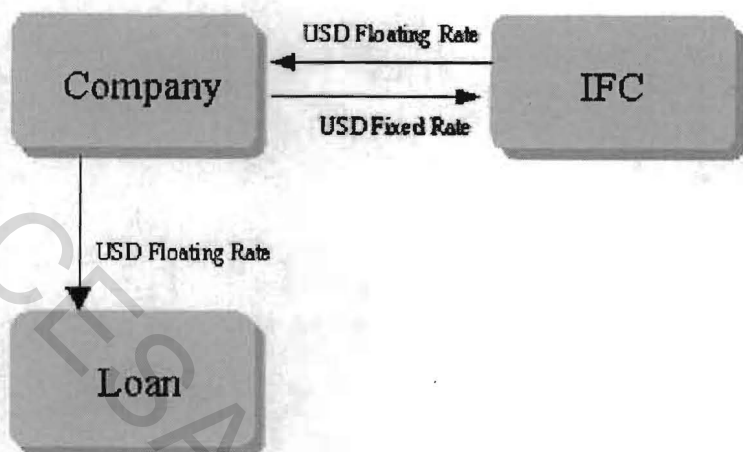 USD Floating Rate
Company
IFC
USD Fixed Rate
USD Floating Rate
Loan